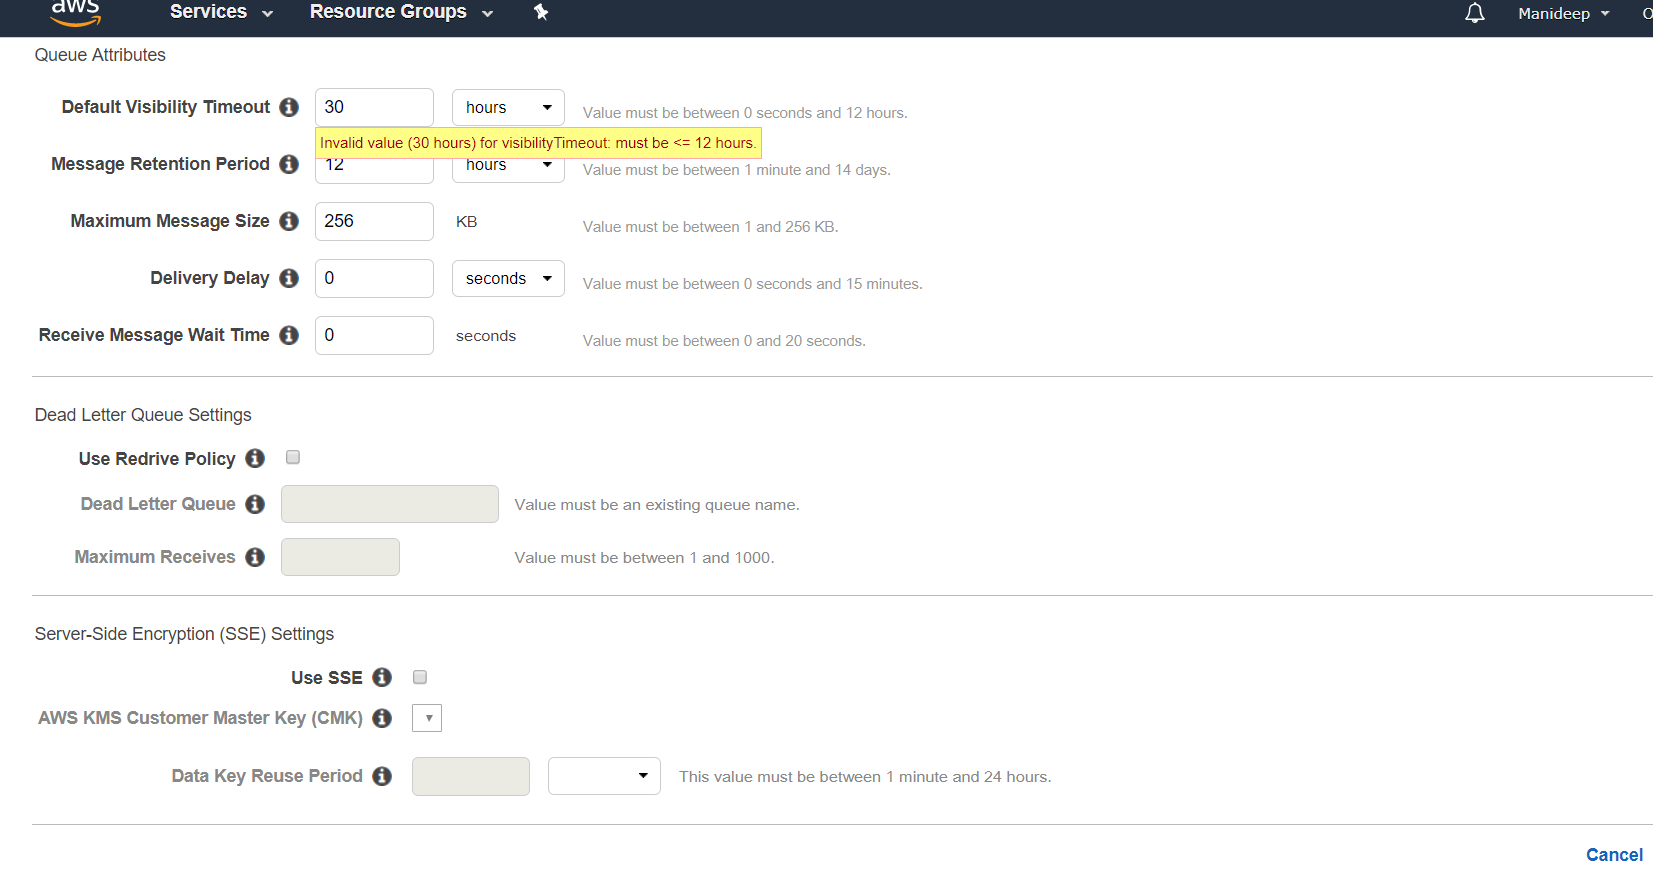 aws Services Resource Groups Manideep
Queue Attributes
Default Visibility Timeout 30 hours Value must be between 0 seconds and 12 hours.
Invalid value (30 hours) for visibilityTimeout: must be <= 12 hours.
Message Retention Period 12 hours Value must be between 1 minute and 14 days.
Maximum Message Size 256 KB Value must be between 1 and 256 KB.
Delivery Delay 0 seconds Value must be between 0 seconds and 15 minutes.
Receive Message Wait Time 0 seconds Value must be between 0 and 20 seconds.
Dead Letter Queue Settings
Use Redrive Policy
Dead Letter Queue Value must be an existing queue name.
Maximum Receives Value must be between 1 and 1000.
Server-Side Encryption (SSE) Settings
Use SSE
AWS KMS Customer Master Key (CMK)
Data Key Reuse Period This value must be between 1 minute and 24 hours.
Cancel